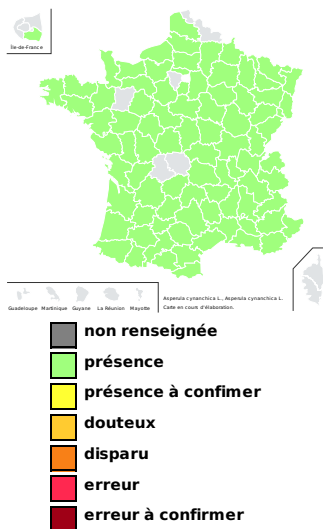 Île-de-France
Guadeloupe Martinique Guyane La Réunion Mayotte
Asperula cynanchica L., Asperula cynanchica L.
Carte en cours d'élaboration.
non renseignée
présence
présence à confimer
douteux
disparu
erreur
erreur à confirmer